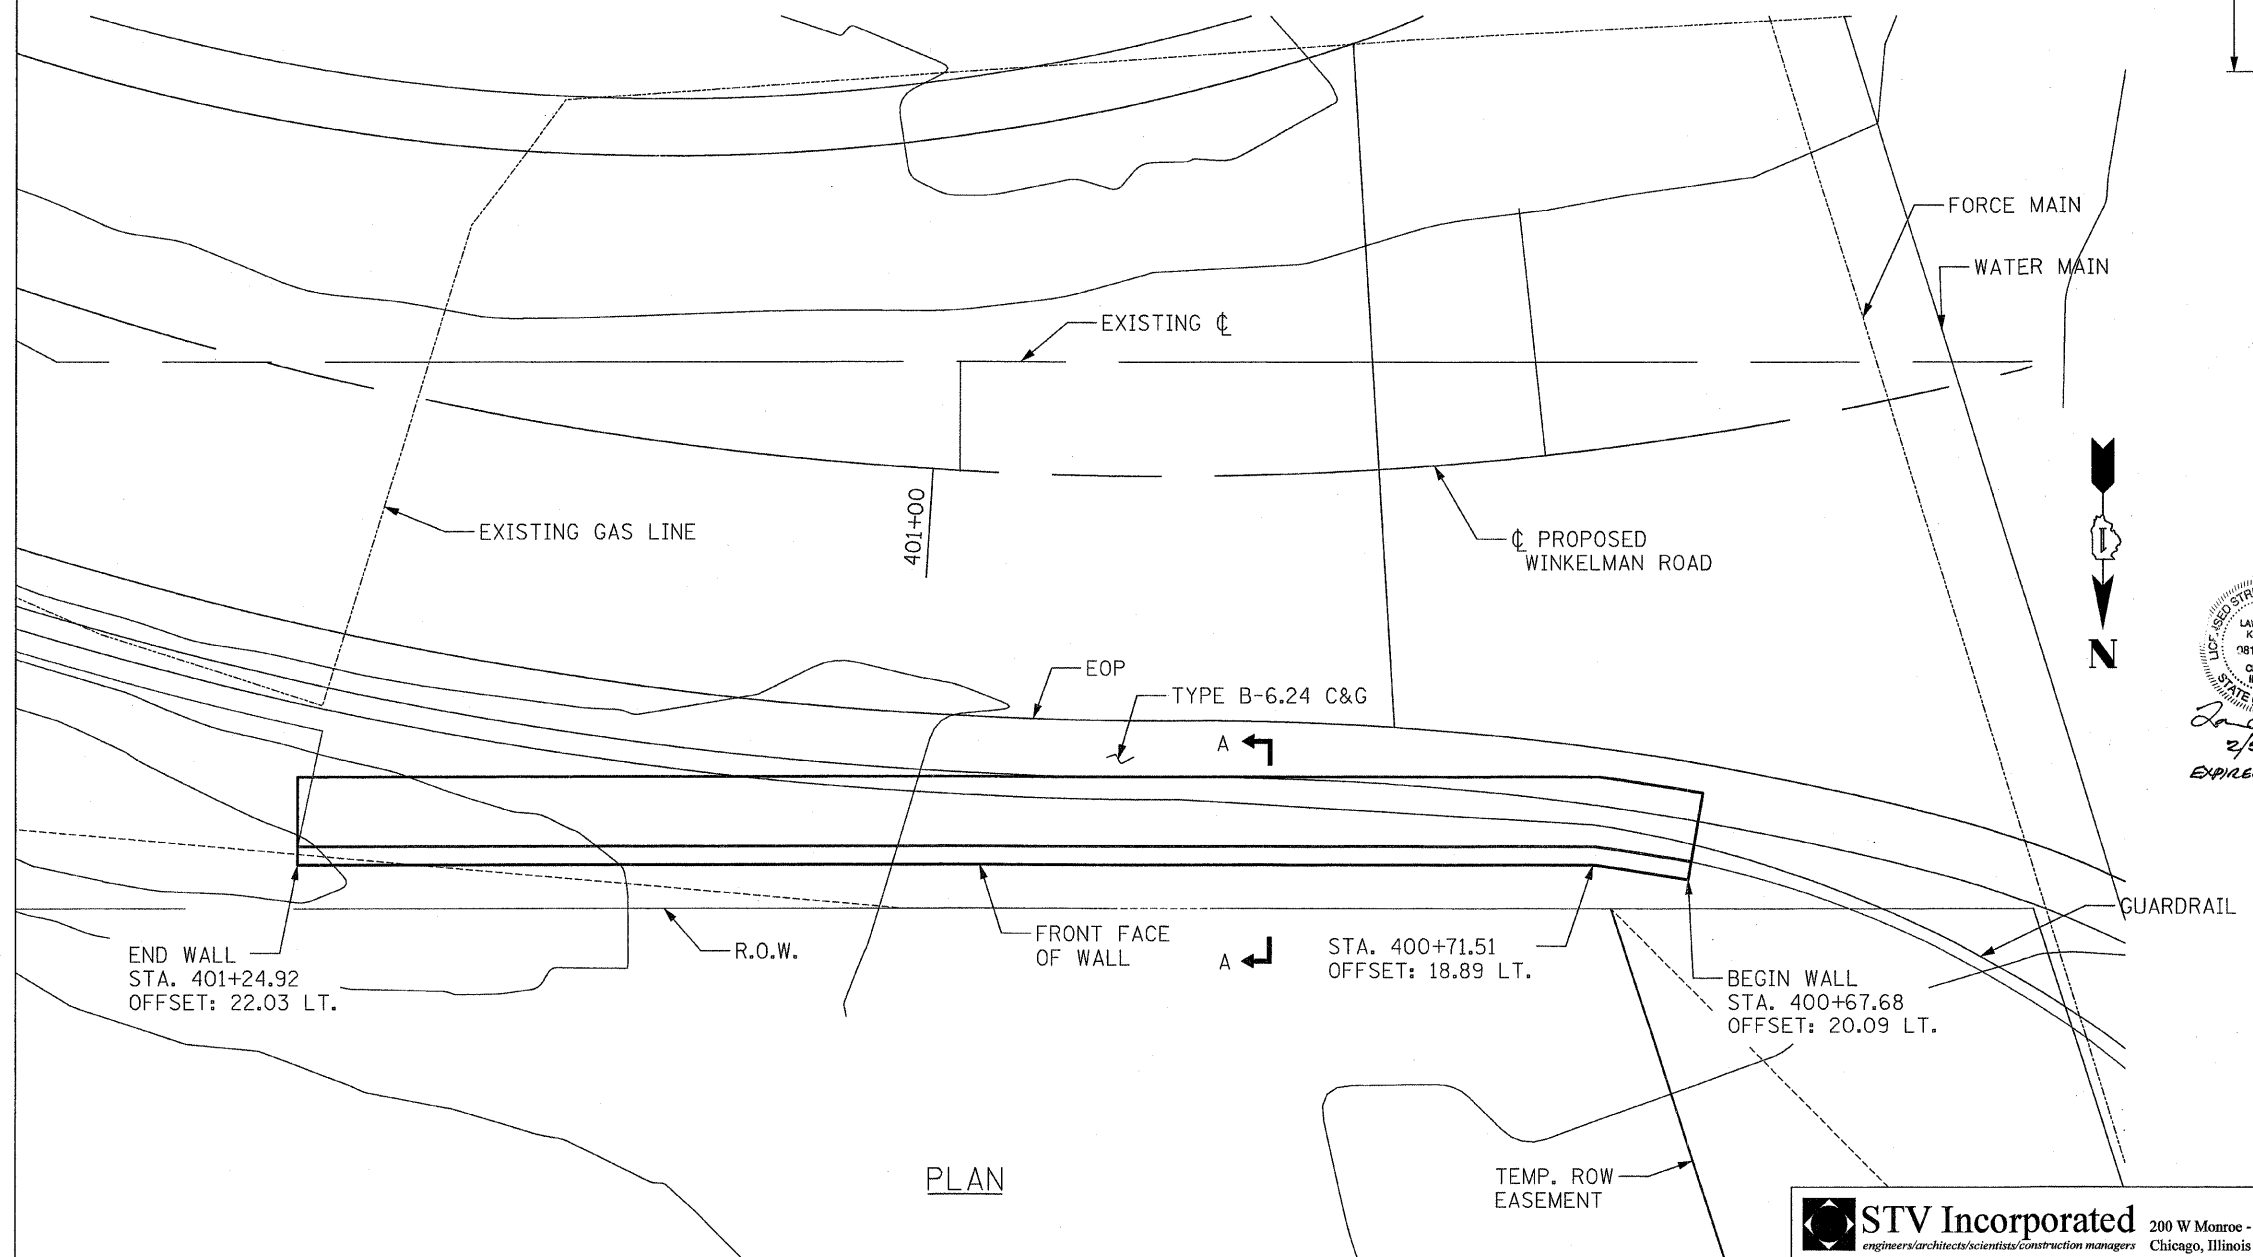 FORCE MAIN
WATER MAIN
EXISTING ℄
EXISTING GAS LINE
401+00
℄ PROPOSED
WINKELMAN ROAD
N
EOP
TYPE B-6.24 C&G
A
A
END WALL
STA. 401+24.92
OFFSET: 22.03 LT.
R.O.W.
FRONT FACE
OF WALL
STA. 400+71.51
OFFSET: 18.89 LT.
BEGIN WALL
STA. 400+67.68
OFFSET: 20.09 LT.
GUARDRAIL
PLAN
TEMP. ROW
EASEMENT
STV Incorporated
engineers/architects/scientists/construction managers
200 W Monroe -
Chicago, Illinois
STATE